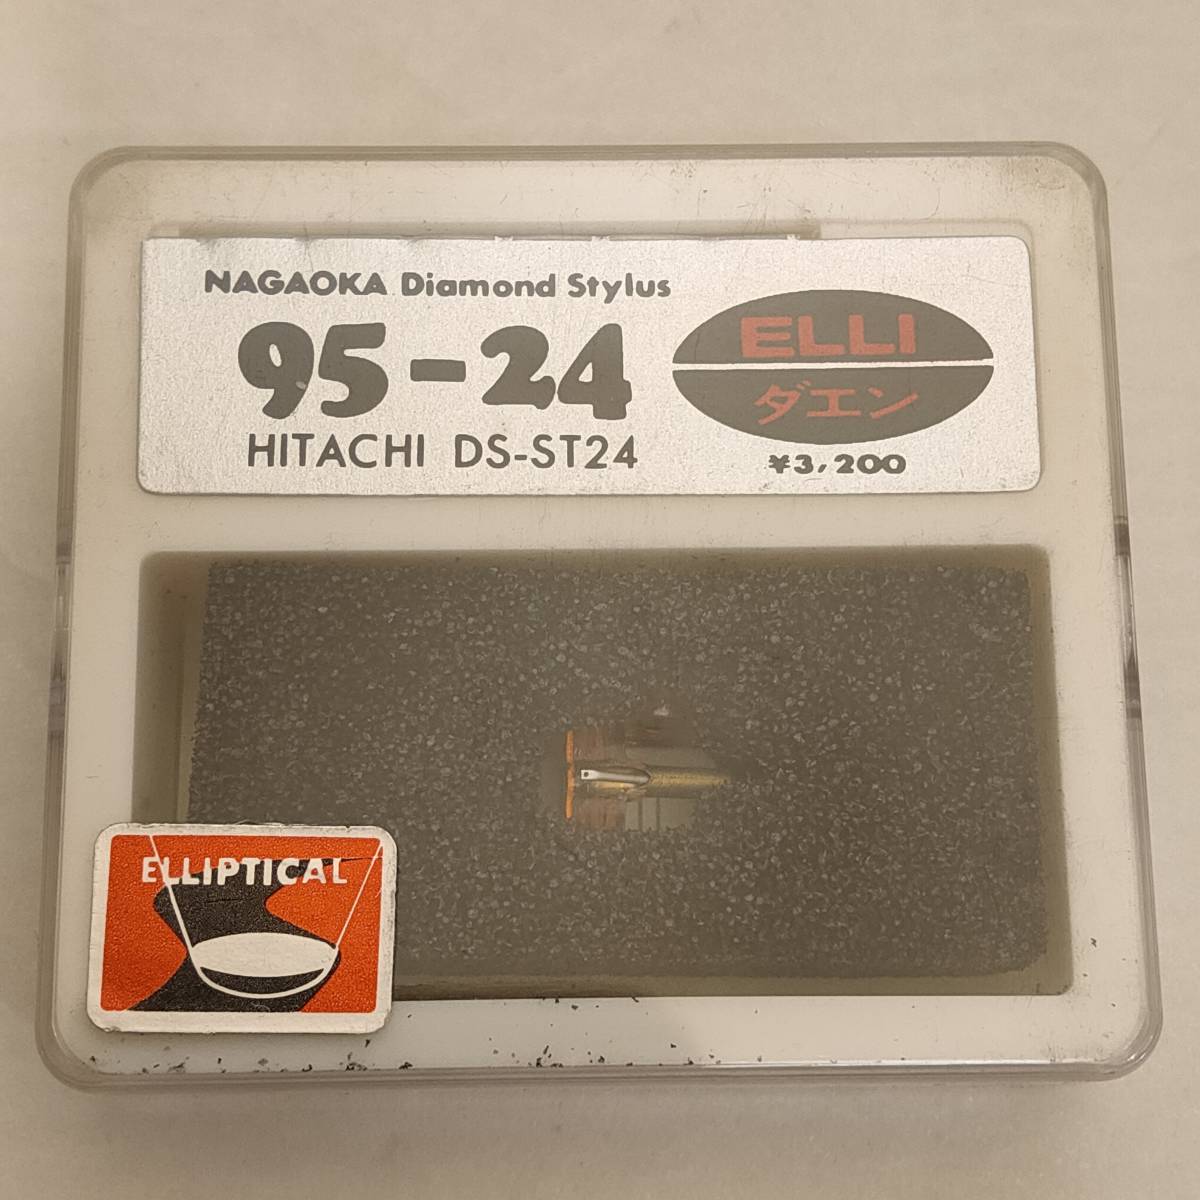 NAGAOKA Diamond Stylus
95-24
HITACHI DS-ST24
ELLI
ダエン
¥3,200
ELLIPTICAL